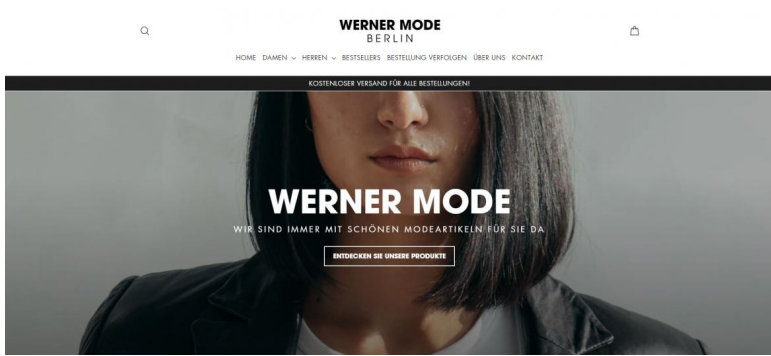 WERNER MODE
BERLIN
HOME DAMEN HERREN BESTSELLERS BESTELLUNG VERFOLGEN ÜBER UNS KONTAKT
KOSTENLOSER VERSAND FÜR ALLE BESTELLUNGEN!
WERNER MODE
WIR SIND IMMER MIT SCHÖNEN MODEARTIKELN FÜR SIE DA
ENTDECKEN SIE UNSERE PRODUKTE